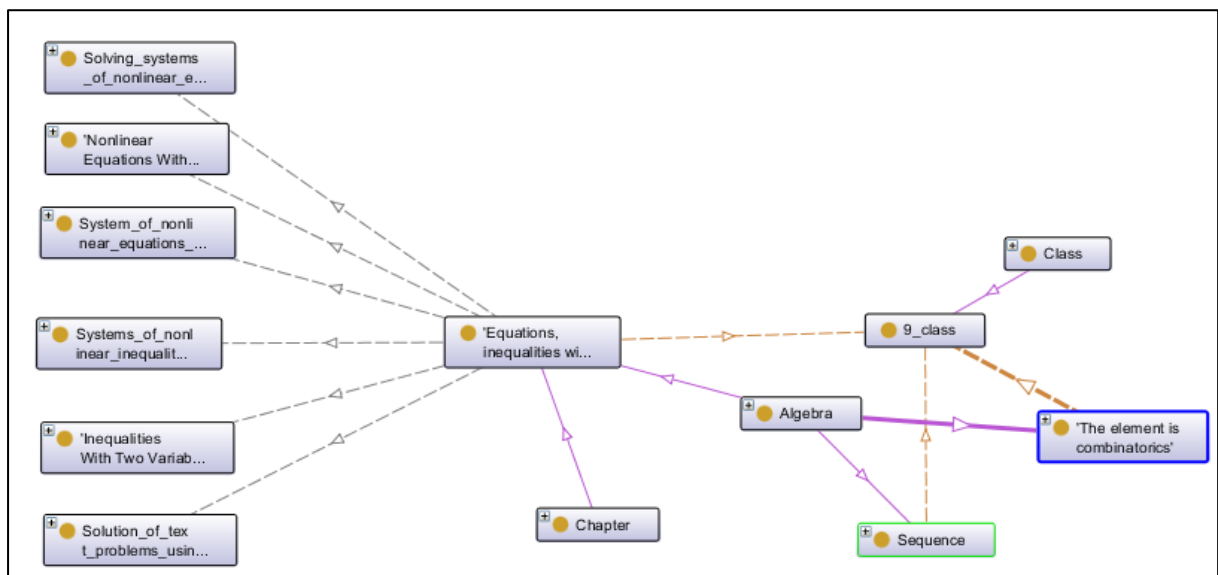 Solving_systems
_of_nonlinear_e...
'Nonlinear
Equations With...
System_of_nonli
near_equations_...
Systems_of_nonl
inear_inequalit...
'Inequalities
With Two Variab...
Solution_of_tex
t_problems_usin...
'Equations,
inequalities wi...
Chapter
Algebra
Class
9_class
'The element is
combinatorics'
Sequence